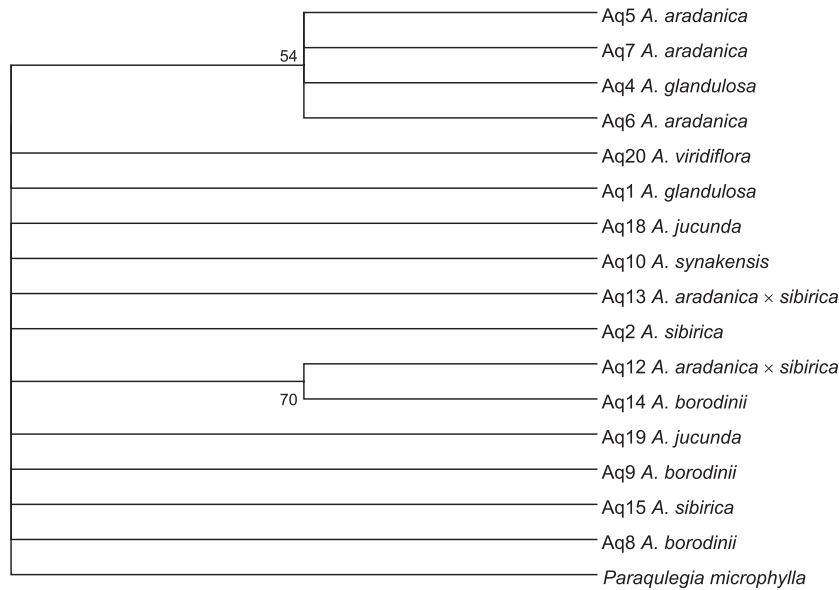 Aq5 A. aradanica
54
Aq7 A. aradanica
Aq4 A. glandulosa
Aq6 A. aradanica
Aq20 A. viridiflora
Aq1 A. glandulosa
Aq18 A. jucunda
Aq10 A. synakensis
Aq13 A. aradanica × sibirica
Aq2 A. sibirica
Aq12 A. aradanica × sibirica
70
Aq14 A. borodinii
Aq19 A. jucunda
Aq9 A. borodinii
Aq15 A. sibirica
Aq8 A. borodinii
Paraqulegia microphylla